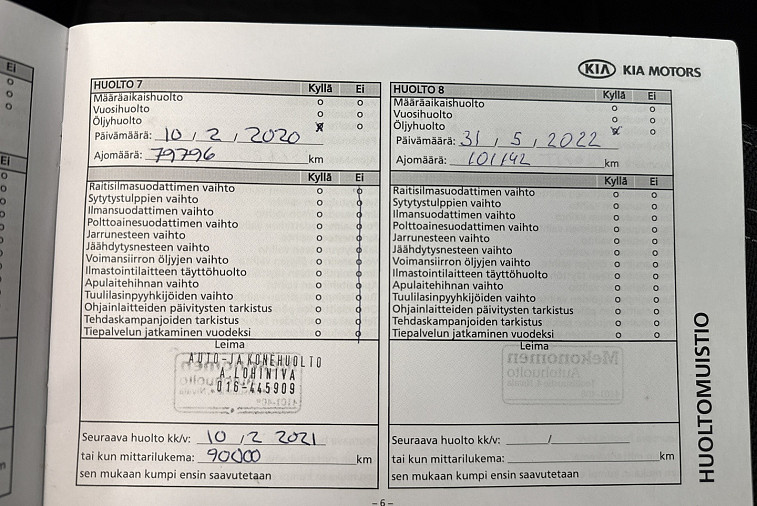 Ei
Ei
KIA KIA MOTORS
HUOLTO 7 Kyllä Ei
Määräaikaishuolto
Vuosihuolto
Öljyhuolto
Päivämäärä: 10, 2, 2020
Ajomäärä: 79796 km
Kyllä Ei
Raitisilmasuodattimen vaihto
Sytytystulppien vaihto
Ilmansuodattimen vaihto
Polttoainesuodattimen vaihto
Jarrunesteen vaihto
Jäähdytysnesteen vaihto
Voimansiirron öljyjen vaihto
Ilmastointilaitteen täyttöhuolto
Apulaitehihnan vaihto
Tuulilasinpyyhkijöiden vaihto
Ohjainlaitteiden päivitysten tarkistus
Tehdaskampanjoiden tarkistus
Tiepalvelun jatkaminen vuodeksi
Leima
AUTO-JA KONEHUOLTO
A.LOHINIVA
016-445909
Seuraava huolto kk/v: 10, 2 2021
tai kun mittarilukema: 90000 km
sen mukaan kumpi ensin saavutetaan
HUOLTO 8 Kyllä Ei
Määräaikaishuolto
Vuosihuolto
Öljyhuolto
Päivämäärä: 31, 5, 2022
Ajomäärä: 101142 km
Kyllä Ei
Raitisilmasuodattimen vaihto
Sytytystulppien vaihto
Ilmansuodattimen vaihto
Polttoainesuodattimen vaihto
Jarrunesteen vaihto
Jäähdytysnesteen vaihto
Voimansiirron öljyjen vaihto
Ilmastointilaitteen täyttöhuolto
Apulaitehihnan vaihto
Tuulilasinpyyhkijöiden vaihto
Ohjainlaitteiden päivitysten tarkistus
Tehdaskampanjoiden tarkistus
Tiepalvelun jatkaminen vuodeksi
Leima
Mekonomen
Autohuolto
Seuraava huolto kk/v: /
tai kun mittarilukema: km
sen mukaan kumpi ensin saavutetaan
HUOLTOMUISTIO
– 6 –